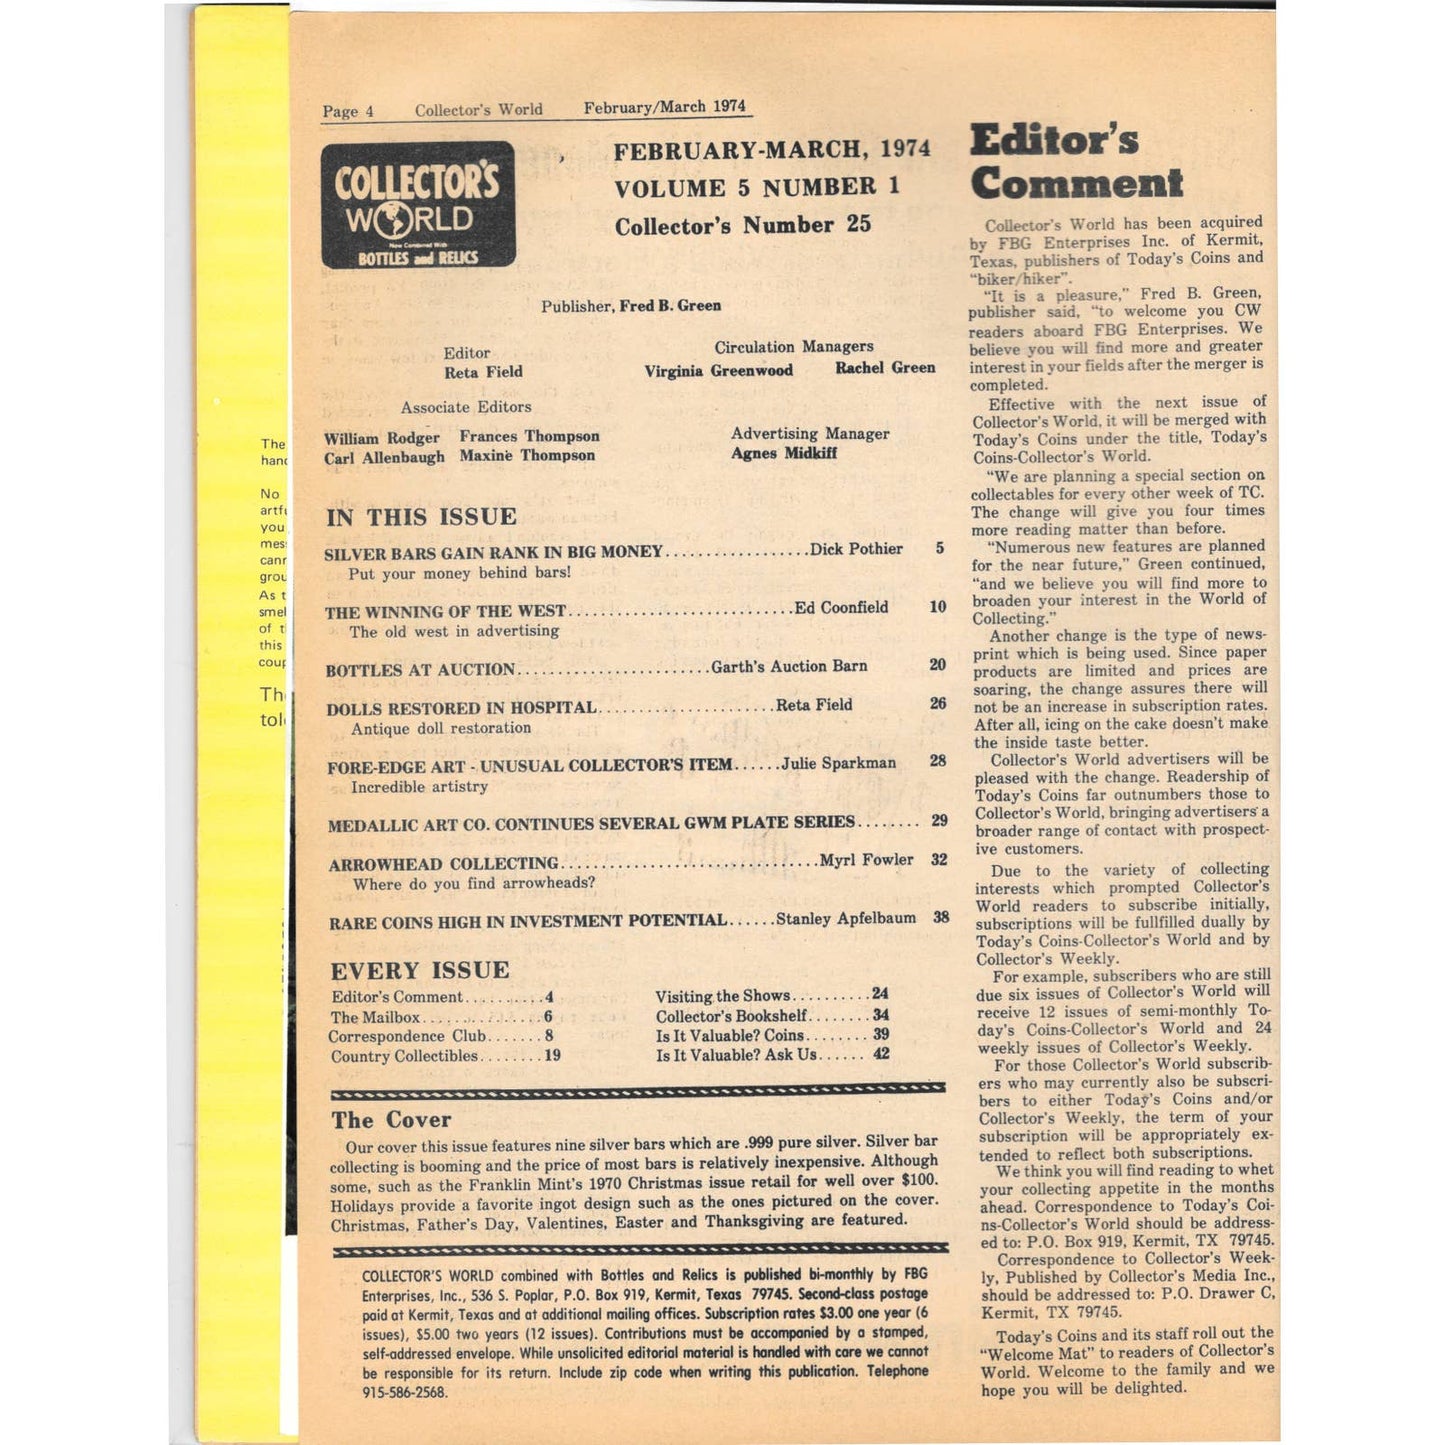 The
hand
No
artfu
you
mes
cann
grou
As t
smel
of t
this
coup
Th
tol
Page 4 Collector's World February/March 1974
COLLECTOR'S
WORLD
Now Combined With
BOTTLES and RELICS
FEBRUARY-MARCH, 1974
VOLUME 5 NUMBER 1
Collector's Number 25
Publisher, Fred B. Green
Editor
Reta Field
Circulation Managers
Virginia Greenwood Rachel Green
Associate Editors
William Rodger Frances Thompson
Carl Allenbaugh Maxine Thompson
Advertising Manager
Agnes Midkiff
IN THIS ISSUE
SILVER BARS GAIN RANK IN BIG MONEY..................Dick Pothier 5
Put your money behind bars!
THE WINNING OF THE WEST............................Ed Coonfield 10
The old west in advertising
BOTTLES AT AUCTION........................Garth's Auction Barn 20
DOLLS RESTORED IN HOSPITAL......................Reta Field 26
Antique doll restoration
FORE-EDGE ART - UNUSUAL COLLECTOR'S ITEM......Julie Sparkman 28
Incredible artistry
MEDALLIC ART CO. CONTINUES SEVERAL GWM PLATE SERIES........ 29
ARROWHEAD COLLECTING................................Myrl Fowler 32
Where do you find arrowheads?
RARE COINS HIGH IN INVESTMENT POTENTIAL......Stanley Apfelbaum 38
EVERY ISSUE
Editor's Comment..........4
The Mailbox...............6
Correspondence Club.......8
Country Collectibles........19
Visiting the Shows..........24
Collector's Bookshelf........34
Is It Valuable? Coins........39
Is It Valuable? Ask Us...... 42
The Cover
Our cover this issue features nine silver bars which are .999 pure silver. Silver bar
collecting is booming and the price of most bars is relatively inexpensive. Although
some, such as the Franklin Mint's 1970 Christmas issue retail for well over $100.
Holidays provide a favorite ingot design such as the ones pictured on the cover.
Christmas, Father's Day, Valentines, Easter and Thanksgiving are featured.
COLLECTOR'S WORLD combined with Bottles and Relics is published bi-monthly by FBG
Enterprises, Inc., 536 S. Poplar, P.O. Box 919, Kermit, Texas 79745. Second-class postage
paid at Kermit, Texas and at additional mailing offices. Subscription rates $3.00 one year (6
issues), $5.00 two years (12 issues). Contributions must be accompanied by a stamped,
self-addressed envelope. While unsolicited editorial material is handled with care we cannot
be responsible for its return. Include zip code when writing this publication. Telephone
915-586-2568.
Editor's
Comment
Collector's World has been acquired
by FBG Enterprises Inc. of Kermit,
Texas, publishers of Today's Coins and
"biker/hiker".
"It is a pleasure," Fred B. Green,
publisher said, "to welcome you CW
readers aboard FBG Enterprises. We
believe you will find more and greater
interest in your fields after the merger is
completed.
Effective with the next issue of
Collector's World, it will be merged with
Today's Coins under the title, Today's
Coins-Collector's World.
"We are planning a special section on
collectables for every other week of TC.
The change will give you four times
more reading matter than before.
"Numerous new features are planned
for the near future," Green continued,
"and we believe you will find more to
broaden your interest in the World of
Collecting."
Another change is the type of news-
print which is being used. Since paper
products are limited and prices are
soaring, the change assures there will
not be an increase in subscription rates.
After all, icing on the cake doesn't make
the inside taste better.
Collector's World advertisers will be
pleased with the change. Readership of
Today's Coins far outnumbers those to
Collector's World, bringing advertisers a
broader range of contact with prospect-
ive customers.
Due to the variety of collecting
interests which prompted Collector's
World readers to subscribe initially,
subscriptions will be fullfilled dually by
Today's Coins-Collector's World and by
Collector's Weekly.
For example, subscribers who are still
due six issues of Collector's World will
receive 12 issues of semi-monthly To-
day's Coins-Collector's World and 24
weekly issues of Collector's Weekly.
For those Collector's World subscrib-
ers who may currently also be subscri-
bers to either Today's Coins and/or
Collector's Weekly, the term of your
subscription will be appropriately ex-
tended to reflect both subscriptions.
We think you will find reading to whet
your collecting appetite in the months
ahead. Correspondence to Today's Coi-
ns-Collector's World should be address-
ed to: P.O. Box 919, Kermit, TX 79745.
Correspondence to Collector's Week-
ly, Published by Collector's Media Inc.,
should be addressed to: P.O. Drawer C,
Kermit, TX 79745.
Today's Coins and its staff roll out the
"Welcome Mat" to readers of Collector's
World. Welcome to the family and we
hope you will be delighted.